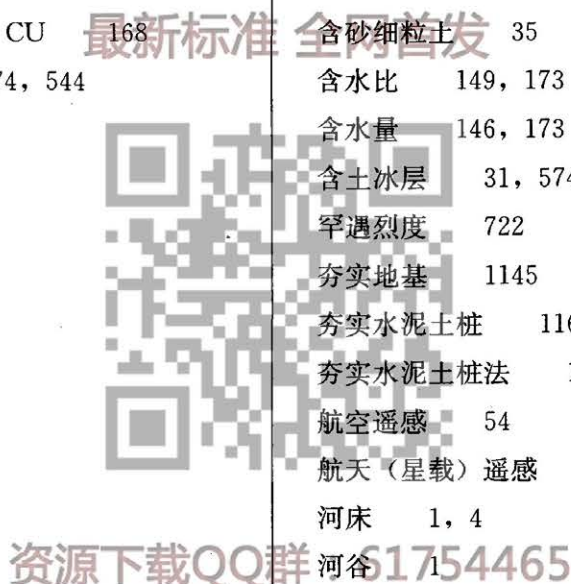 CU 168
74, 544
最新标准 全网首发
含砂细粒土 35
含水比 149, 173
含水量 146, 173
含土冰层 31, 574
罕遇烈度 722
夯实地基 1145
夯实水泥土桩
夯实水泥土桩法
航空遥感 54
航天（星载）遥感
河床 1, 4
河谷 1
资源下载QQ群：61754465